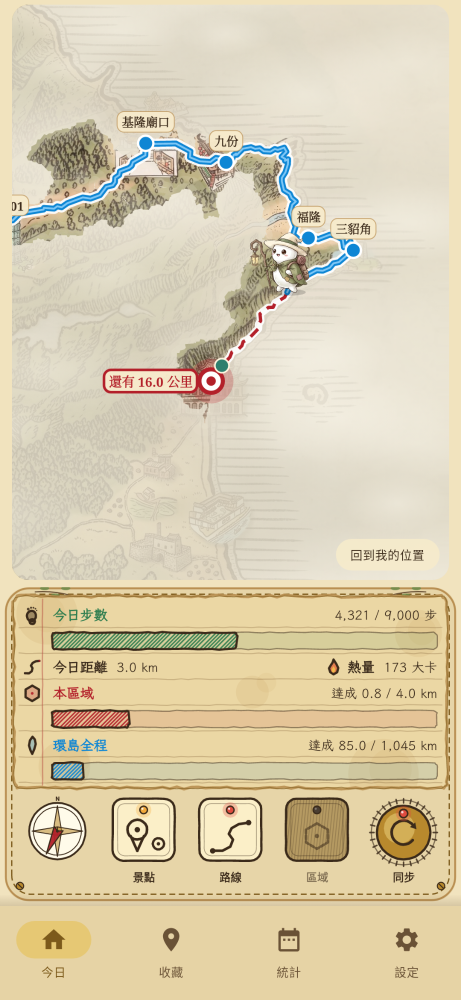 基隆廟口
九份
01
福隆
三貂角
還有 16.0 公里
回到我的位置
今日步數 4,321 / 9,000 步
今日距離 3.0 km 熱量 173 大卡
本區域 達成 0.8 / 4.0 km
環島全程 達成 85.0 / 1,045 km
N
景點 路線 區域 同步
今日 收藏 統計 設定